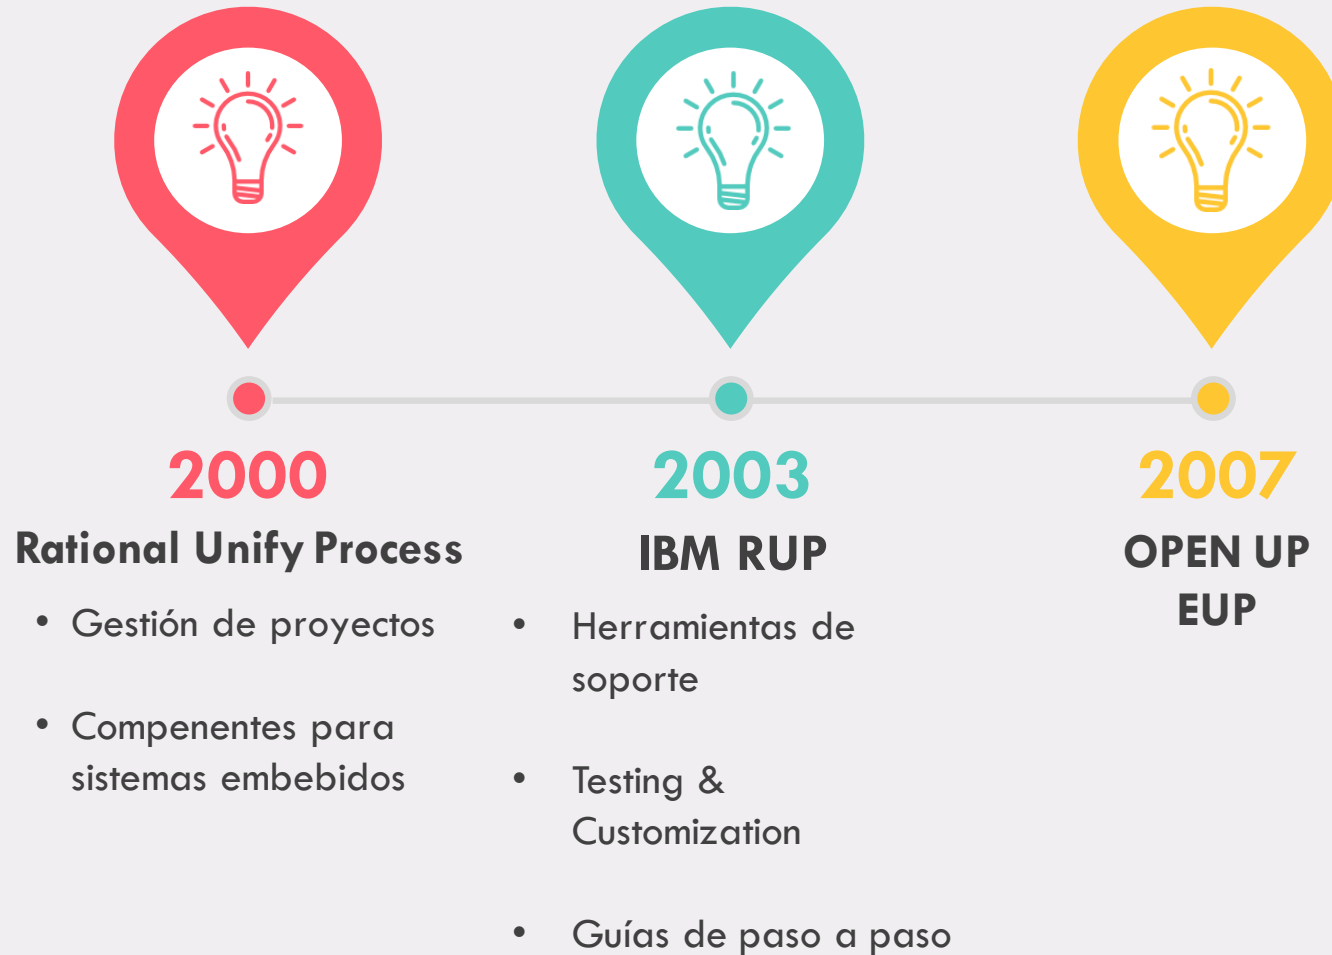 2000
Rational Unify Process
• Gestión de proyectos
• Compenentes para
sistemas embebidos
2003
IBM RUP
• Herramientas de
soporte
• Testing &
Customization
• Guías de paso a paso
2007
OPEN UP
EUP